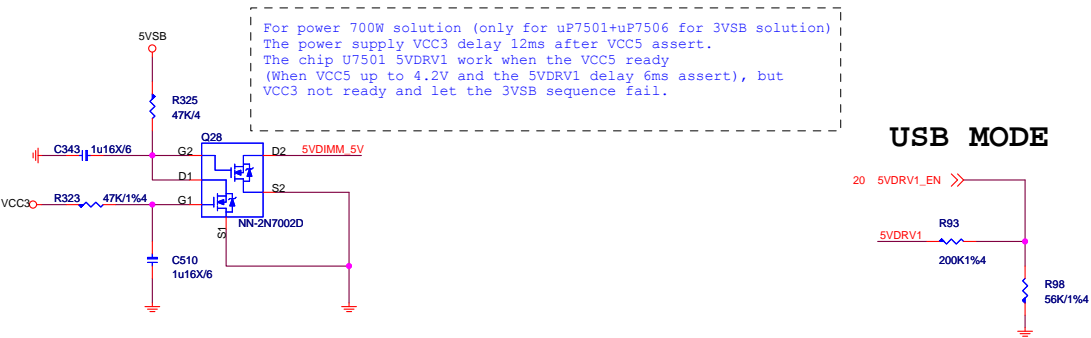 For power 700W solution (only for uP7501+uP7506 for 3VSB solution)
The power supply VCC3 delay 12ms after VCC5 assert.
The chip U7501 5VDRV1 work when the VCC5 ready
(When VCC5 up to 4.2V and the 5VDRV1 delay 6ms assert), but
VCC3 not ready and let the 3VSB sequence fail.
5VSB
R325
47K/4
Q28
C343 1u16X/6
G2
D2
5VDIMM_5V
D1
S2
VCC3
R323
47K/1%4
G1
NN-2N7002D
S1
C510
1u16X/6
USB MODE
20 5VDRV1_EN
R93
5VDRV1
200K1%4
R98
56K/1%4